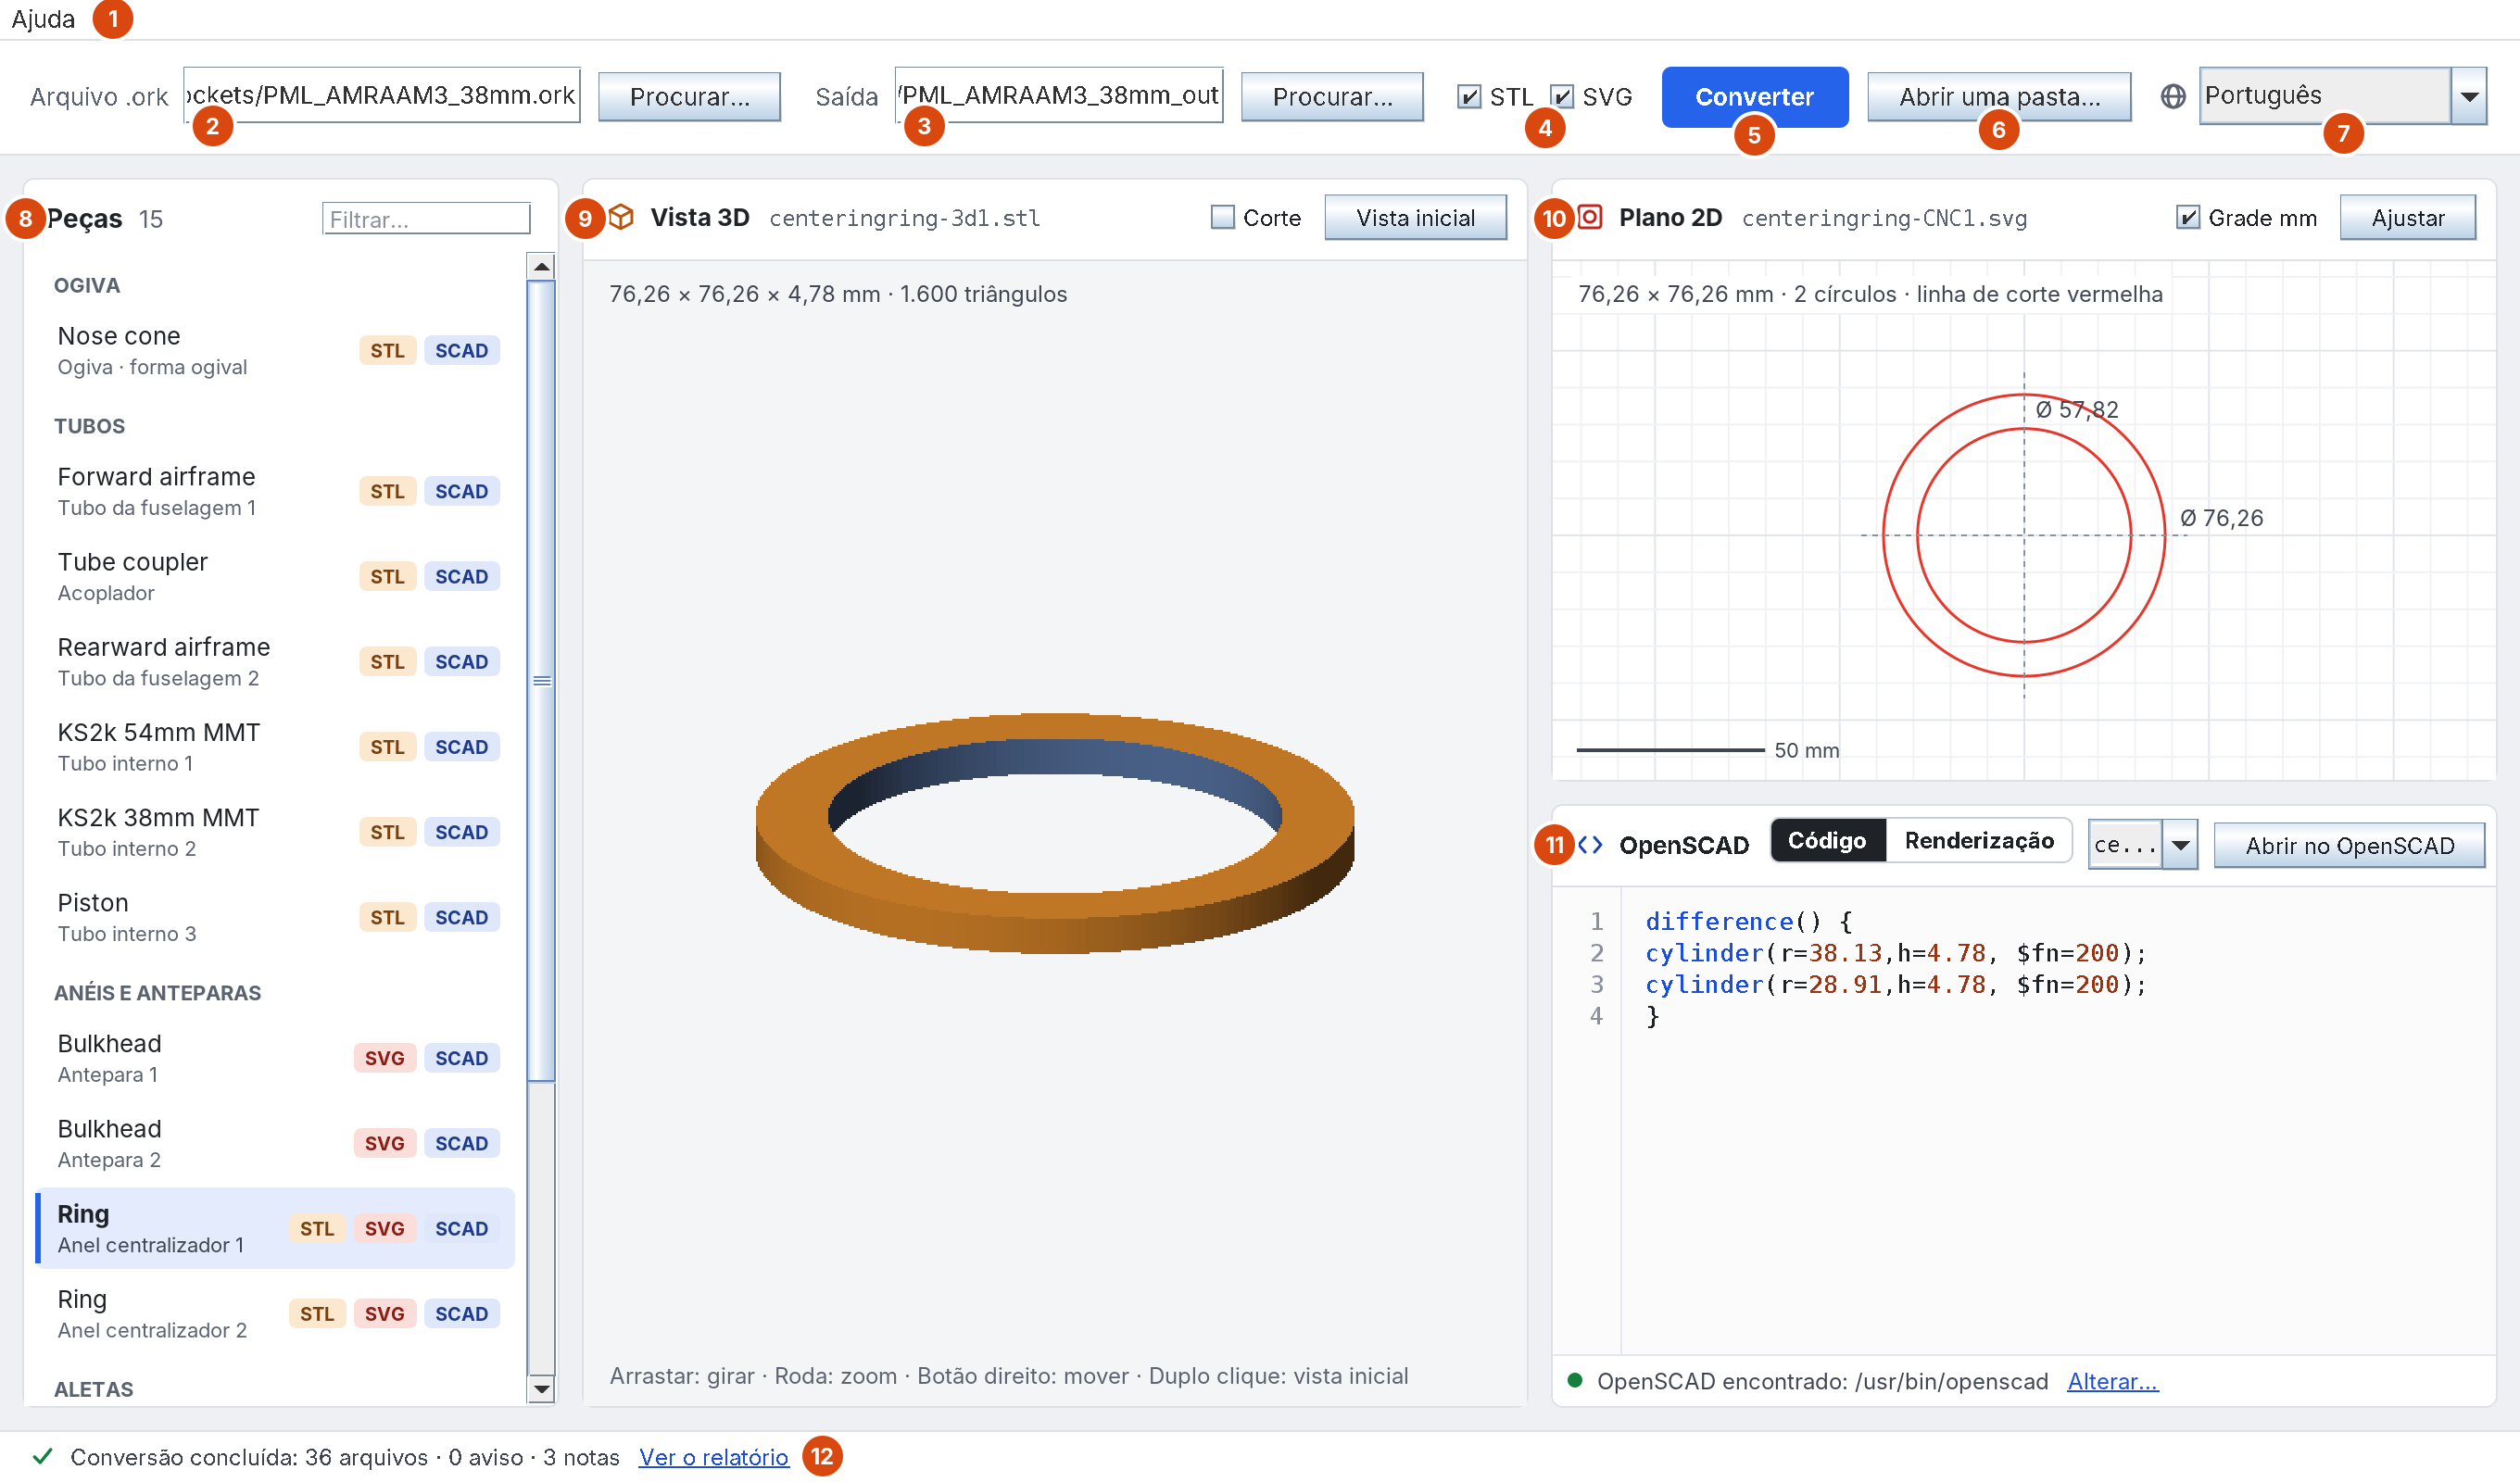 Ajuda 1
Arquivo .ork ockets/PML_AMRAAM3_38mm.ork Procurar... Saída /PML_AMRAAM3_38mm_out Procurar... STL SVG Converter Abrir uma pasta... Português
2 3 4 5 6 7
8 Peças 15 Filtrar...
OGIVA
Nose cone STL SCAD
Ogiva · forma ogival
TUBOS
Forward airframe STL SCAD
Tubo da fuselagem 1
Tube coupler STL SCAD
Acoplador
Rearward airframe STL SCAD
Tubo da fuselagem 2
KS2k 54mm MMT STL SCAD
Tubo interno 1
KS2k 38mm MMT STL SCAD
Tubo interno 2
Piston STL SCAD
Tubo interno 3
ANÉIS E ANTEPARAS
Bulkhead SVG SCAD
Antepara 1
Bulkhead SVG SCAD
Antepara 2
Ring STL SVG SCAD
Anel centralizador 1
Ring STL SVG SCAD
Anel centralizador 2
ALETAS
9 Vista 3D centeringring-3d1.stl Corte Vista inicial
76,26 × 76,26 × 4,78 mm · 1.600 triângulos
Arrastar: girar · Roda: zoom · Botão direito: mover · Duplo clique: vista inicial
10 Plano 2D centeringring-CNC1.svg Grade mm Ajustar
76,26 × 76,26 mm · 2 círculos · linha de corte vermelha
Ø 57,82
Ø 76,26
50 mm
11 OpenSCAD Código Renderização ce... Abrir no OpenSCAD
1 difference() {
2 cylinder(r=38.13,h=4.78, $fn=200);
3 cylinder(r=28.91,h=4.78, $fn=200);
4 }
OpenSCAD encontrado: /usr/bin/openscad Alterar...
Conversão concluída: 36 arquivos · 0 aviso · 3 notas Ver o relatório 12